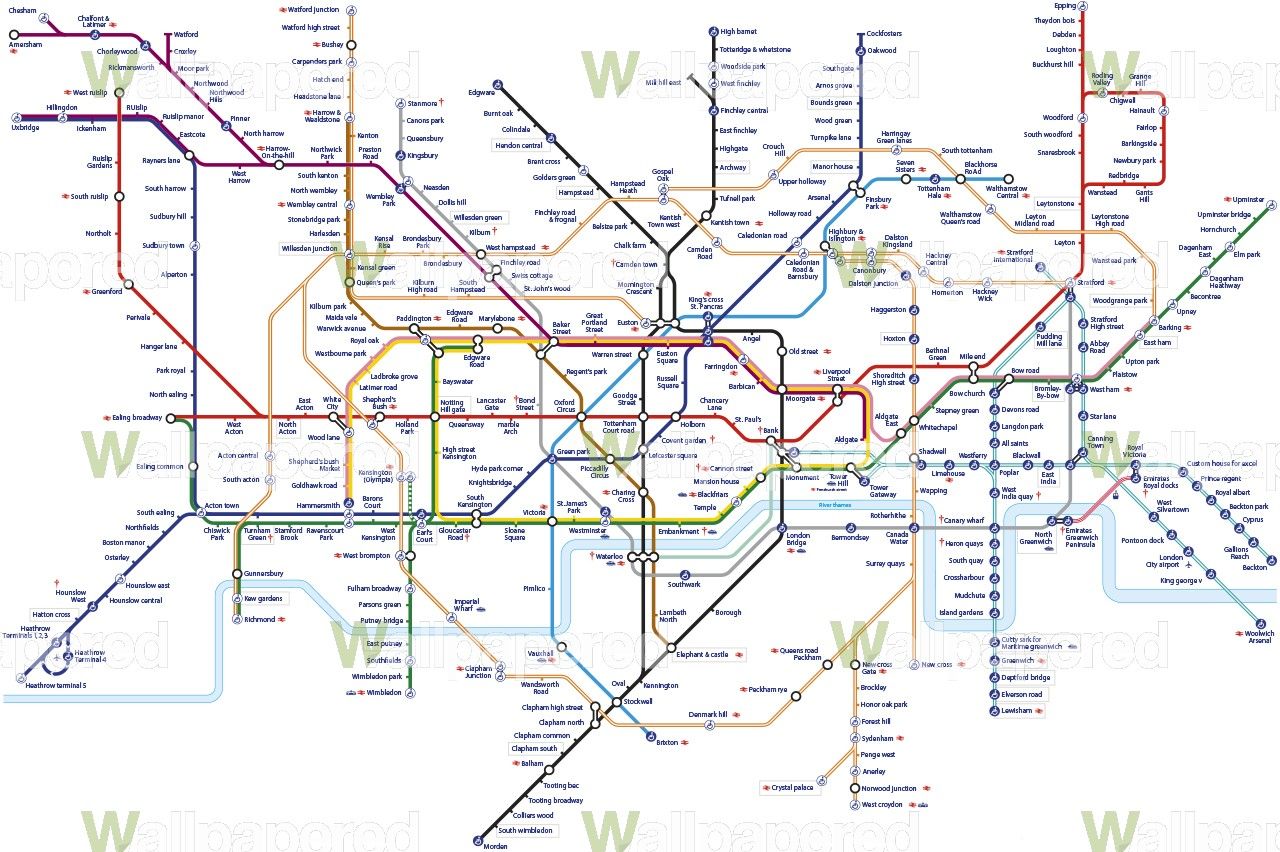 Chesham
Chalfont &
Latimer
Amersham
Chorleywood
Rickmansworth
Watford
Croxley
Moor park
Northwood
Northwood
Hills
Pinner
North harrow
Harrow-
On-the-hill
West ruislip
Hillingdon
Uxbridge
Ickenham
RUislip
Ruislip manor
Eastcote
Rayners lane
West
Harrow
Ruislip
Gardens
South ruislip
Northolt
Greenford
Perivale
Hanger lane
South harrow
Sudbury hill
Sudbury town
Alperton
Park royal
North ealing
Ealing broadway
Ealing common
South ealing
Northfields
Boston manor
Osterley
Hounslow east
Hounslow central
Hounslow
West
Hatton cross
Heathrow
Terminals 1,2,3
Heathrow
Terminal 4
Heathrow terminal 5
Watford junction
Watford high street
Bushey
Carpenders park
Hatch end
Headstone lane
Harrow &
Wealdstone
Kenton
Northwick
Park
Preston
Road
South kenton
North wembley
Wembley central
Stonebridge park
Harlesden
Willesden junction
Kensal
Rise
Kensal green
Queen's park
Kilburn park
Maida vale
Warwick avenue
Royal oak
Westbourne park
Ladbroke grove
Latimer road
Stanmore
Canons park
Queensbury
Kingsbury
Wembley
Park
Neasden
Dollis hill
Willesden green
Kilburn
West hampstead
Brondesbury
Park
Brondesbury
Finchley road
Swiss cottage
St. John's wood
Kilburn
High road
South
Hampstead
Paddington
Edgware
Road
Marylebone
Baker
Street
Great
Portland
Street
Edgware
Road
Bayswater
Notting
Hill gate
Queensway
Lancaster
Gate
marble
Arch
Bond
Street
Oxford
Circus
Regent's park
Warren street
Goodge
Street
Tottenham
Court road
Russell
Square
Euston
Square
Euston
King's cross
St. Pancras
Edgware
Burnt oak
Colindale
Hendon central
Brent cross
Golders green
Hampstead
Hampstead
Heath
Finchley road
& frognal
Belsize park
Chalk farm
Camden town
Mornington
Crescent
Gospel
Oak
Kentish
Town west
Kentish town
Camden
Road
Caledonian road
Caledonian
Road &
Barnsbury
High barnet
Totteridge & whetstone
Woodside park
West finchley
Mill hill east
Finchley central
East finchley
Highgate
Archway
Tufnell park
Crouch
Hill
Upper holloway
Cockfosters
Oakwood
Southgate
Arnos grove
Bounds green
Wood green
Turnpike lane
Manor house
Arsenal
Holloway road
Finsbury
Park
Harringay
Green lanes
South tottenham
Seven
Sisters
Tottenham
Hale
Blackhorse
RoAd
Walthamstow
Central
Walthamstow
Queen's road
Highbury &
Islington
Canonbury
Dalston
Kingsland
Dalston junction
Hackney
Central
Homerton
Hackney
Wick
Haggerston
Hoxton
Shoreditch
High street
Bethnal
Green
Mile end
Epping
Theydon bois
Debden
Loughton
Buckhurst hill
Roding
Valley
Grange
Hill
Chigwell
Hainault
Fairlop
Barkingside
Newbury park
Redbridge
Gants
Hill
Wanstead
Woodford
South woodford
Snaresbrook
Leytonstone
Leytonstone
High road
Leyton
Midland road
Leyton
Stratford
international
Stratford
Wanstead park
Woodgrange park
Stratford
High street
Pudding
Mill lane
Abbey
Road
West ham
Upminster
Upminster bridge
Hornchurch
Elm park
Dagenham
East
Dagenham
Heathway
Becontree
Upney
Barking
East ham
Upton park
Plaistow
Bromley-
By-bow
Bow road
Bow church
Devons road
Langdon park
All saints
Poplar
Star lane
Canning
Town
Stepney green
Whitechapel
Aldgate
East
Aldgate
Liverpool
Street
Moorgate
Old street
Angel
Farringdon
Barbican
Chancery
Lane
St. Paul's
Bank
Holborn
Covent garden
Leicester square
Piccadilly
Circus
Green park
Hyde park corner
Knightsbridge
South
Kensington
Gloucester
Road
Sloane
Square
Victoria
St.James's
Park
Westminster
Embankment
Charing
Cross
Temple
Blackfriars
Mansion house
Cannon street
Monument
Tower
Hill
Fenchurch street
Tower
Gateway
East
Acton
White
City
Shepherd's
Bush
Holland
Park
West
Acton
North
Acton
Wood lane
Shepherd's bush
Market
Goldhawk road
Hammersmith
Barons
Court
West
Kensington
Earl's
Court
Kensington
(Olympia)
High street
Kensington
Acton central
South acton
Acton town
Chiswick
Park
Turnham
Green
Stamford
Brook
Ravenscourt
Park
Gunnersbury
Kew gardens
Richmond
West brompton
Fulham broadway
Parsons green
Putney bridge
East putney
Southfields
Wimbledon park
Wimbledon
Imperial
Wharf
Clapham
Junction
Wandsworth
Road
Pimlico
Vauxhall
Waterloo
Southwark
London
Bridge
Borough
Lambeth
North
Elephant & castle
Kennington
Oval
Stockwell
Brixton
Clapham high street
Clapham north
Clapham common
Clapham south
Balham
Tooting bec
Tooting broadway
Colliers wood
South wimbledon
Morden
Denmark hill
Peckham rye
Queens road
Peckham
New cross
Gate
New cross
Brockley
Honor oak park
Forest hill
Sydenham
Penge west
Crystal palace
Anerley
Norwood junction
West croydon
Bermondsey
Canada
Water
Surrey quays
Rotherhithe
Wapping
Shadwell
Limehouse
Westferry
Blackwall
East
India
River themes
West
India quay
Canary wharf
Heron quays
South quay
Crossharbour
Mudchute
Island gardens
Cutty sark for
Maritime greenwich
Greenwich
Deptford bridge
Elverson road
Lewisham
North
Greenwich
Emirates
Greenwich
Peninsula
Emirates
Royal docks
Royal
Victoria
Custom house for excel
Prince regent
Royal albert
Beckton park
Cyprus
Gallions
Reach
Beckton
West
Silvertown
Pontoon dock
London
City airport
King george v
Woolwich
Arsenal
Wallpaporod